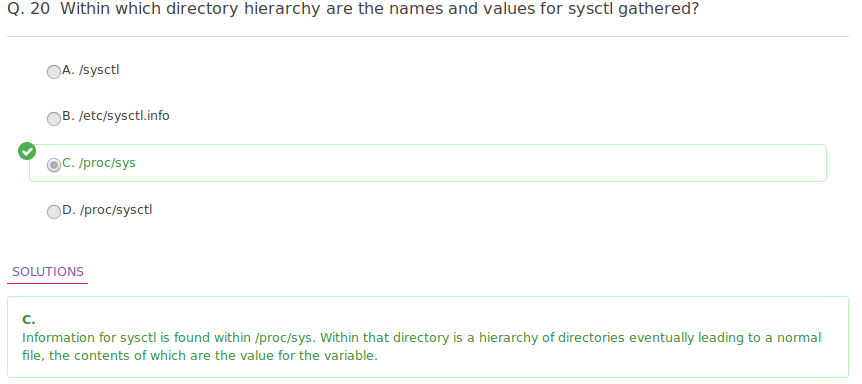 Q. 20  Within which directory hierarchy are the names and values for sysctl gathered?
A. /sysctl
B. /etc/sysctl.info
C. /proc/sys
D. /proc/sysctl
SOLUTIONS
C.
Information for sysctl is found within /proc/sys. Within that directory is a hierarchy of directories eventually leading to a normal
file, the contents of which are the value for the variable.